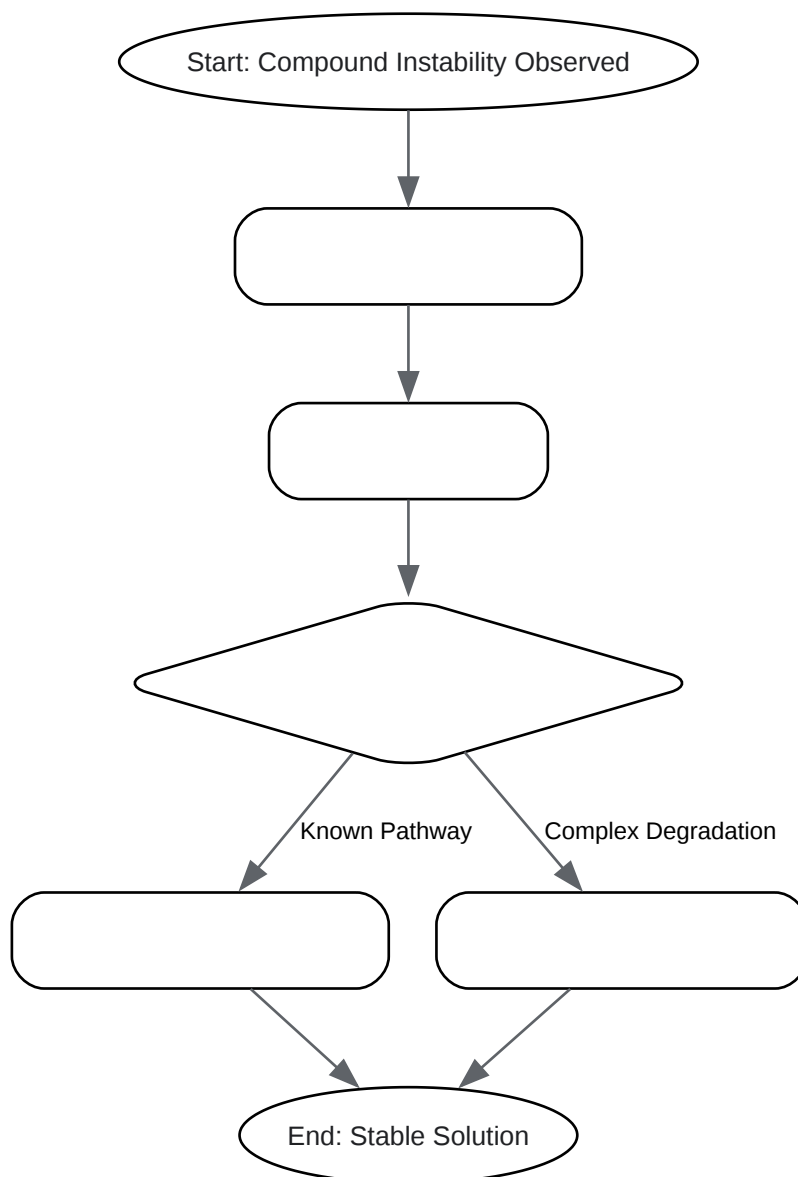 Start: Compound Instability Observed
Known Pathway
Complex Degradation
End: Stable Solution